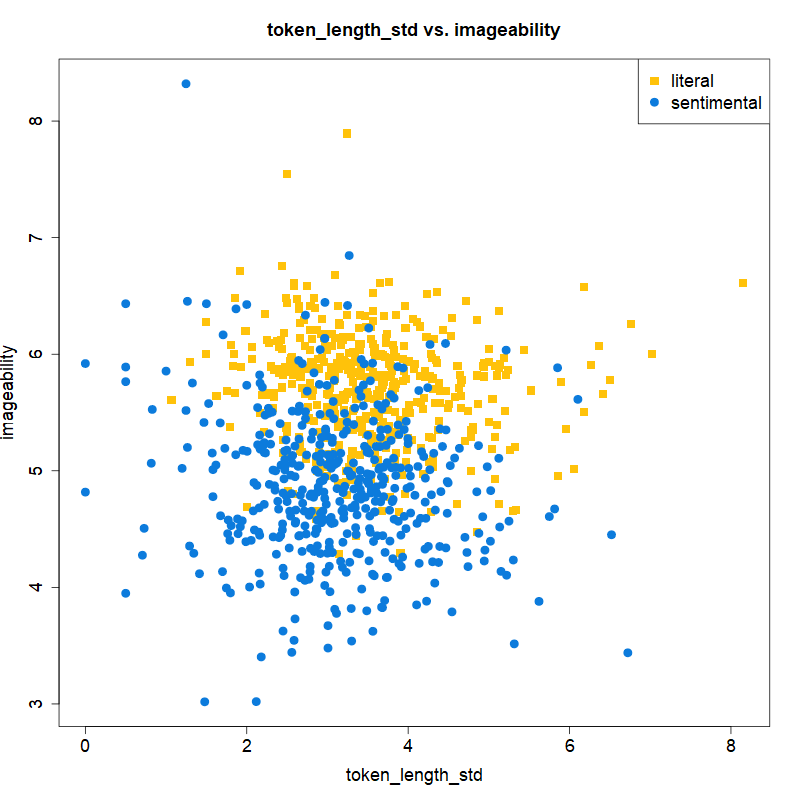 token_length_std vs. imageability
literal
sentimental
8
7
6
5
4
3
imageability
0 2 4 6 8
token_length_std